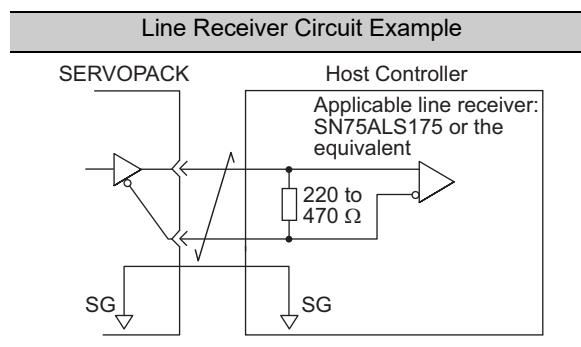 Line Receiver Circuit Example
SERVOPACK
Host Controller
Applicable line receiver:
SN75ALS175 or the
equivalent
220 to
470 Ω
SG
SG